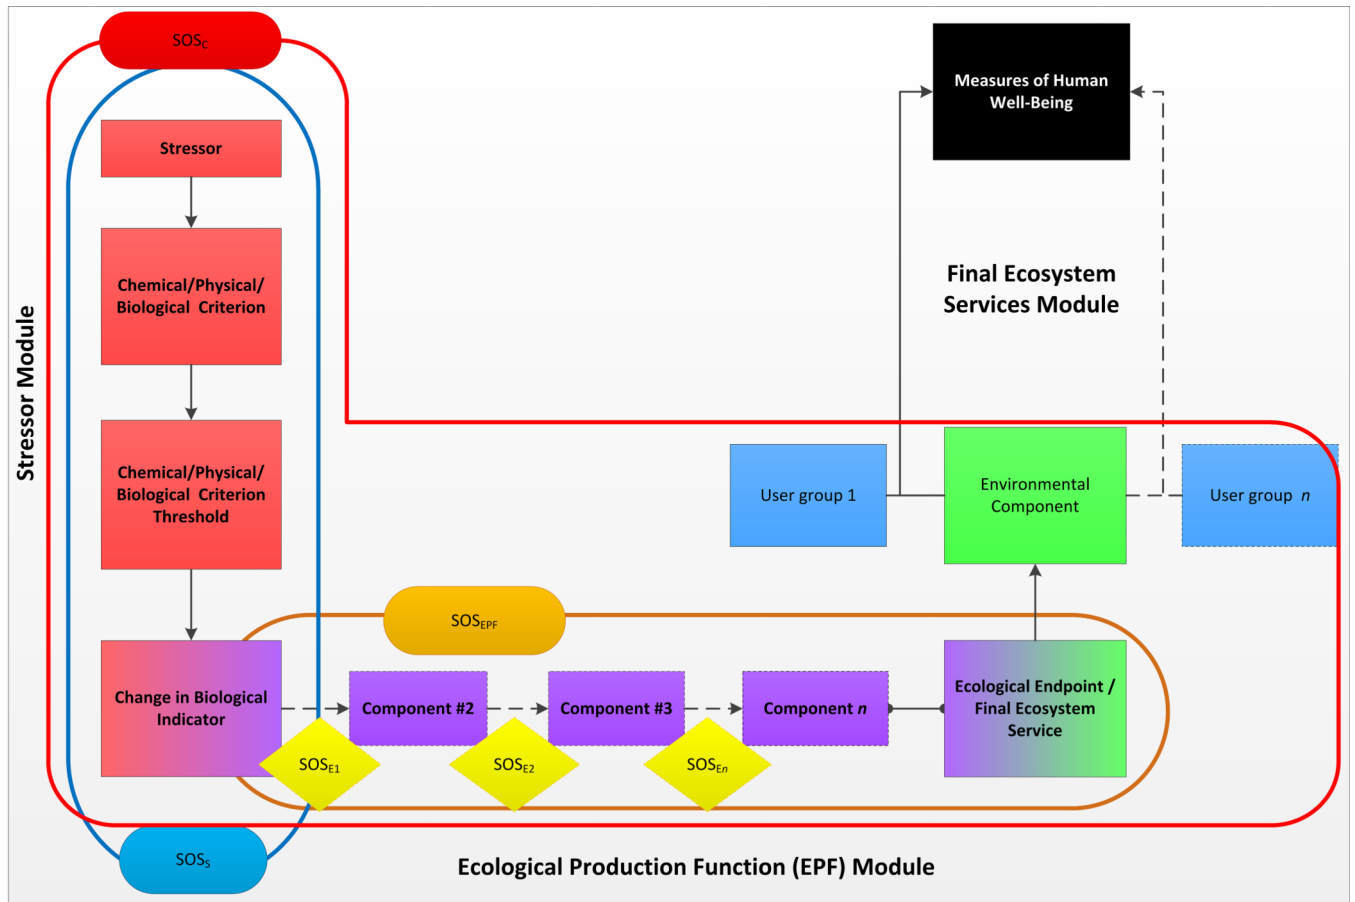 SOSC
Measures of Human
Well-Being
Stressor
Chemical/Physical/
Biological Criterion
Final Ecosystem
Services Module
Stressor Module
Chemical/Physical/
Biological Criterion
Threshold
User group 1
Environmental
Component
User group n
SOSEPF
Change in Biological
Indicator
Component #2
Component #3
Component n
Ecological Endpoint /
Final Ecosystem
Service
SOSE1
SOSE2
SOSEn
SOSS
Ecological Production Function (EPF) Module